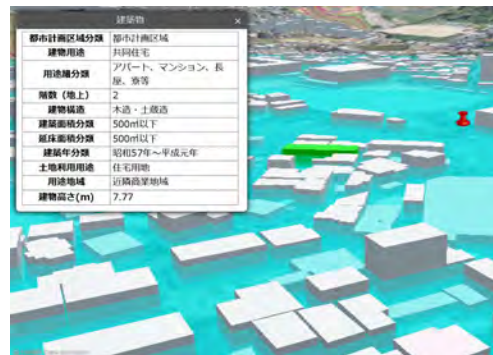 建築物 ×
都市計画区域分類 都市計画区域
建物用途 共同住宅
用途細分類 アパート、マンション、長
屋、寮等
階数（地上） 2
建物構造 木造・土蔵造
建築面積分類 500㎡以下
延床面積分類 500㎡以下
建築年分類 昭和57年～平成元年
土地利用用途 住宅用地
用途地域 近隣商業地域
建物高さ(m) 7.77